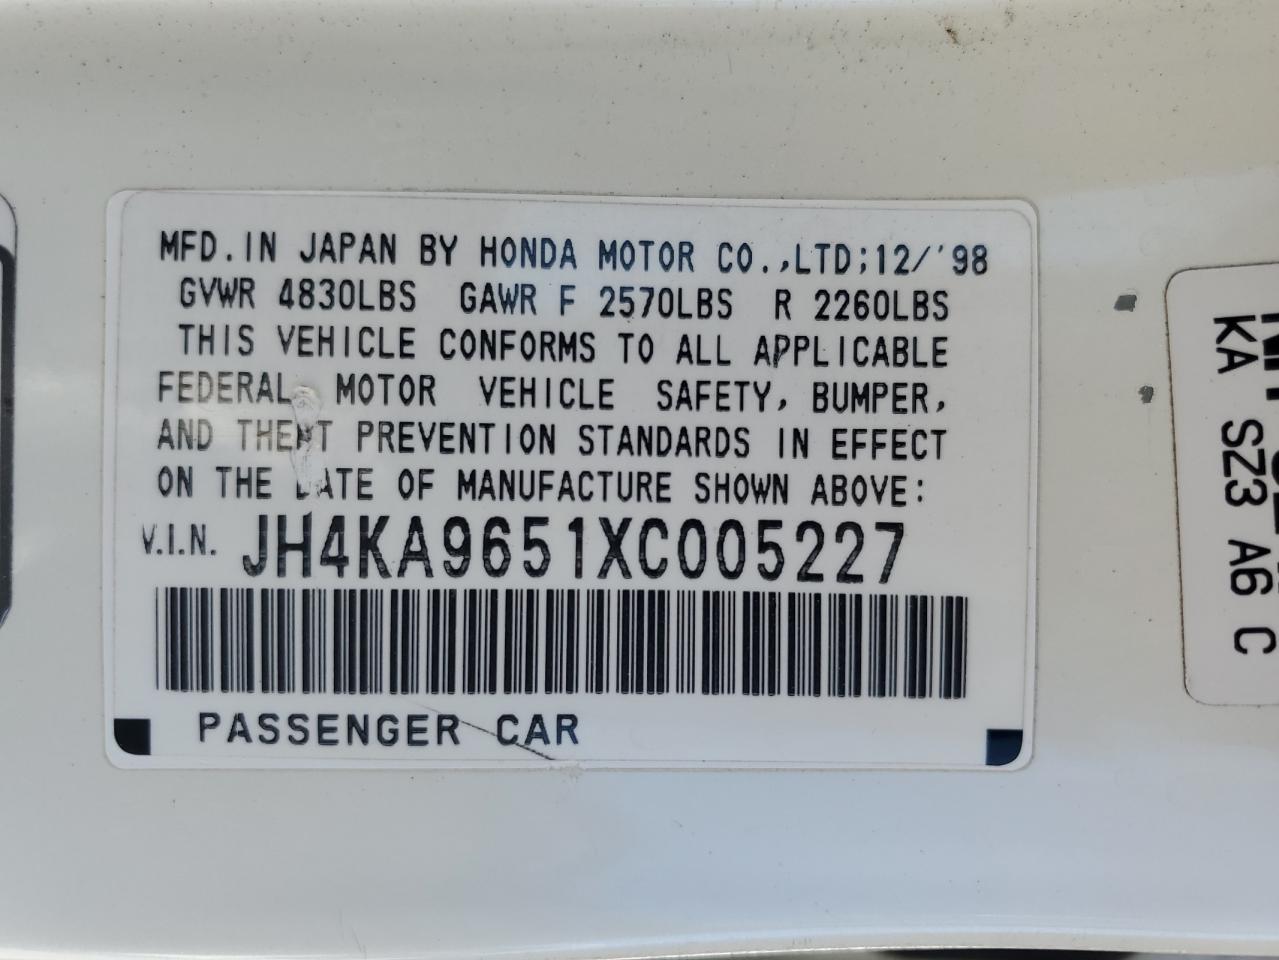 MFD. IN JAPAN BY HONDA MOTOR CO.,LTD;12/'98
GVWR 4830LBS GAWR F 2570LBS R 2260LBS
THIS VEHICLE CONFORMS TO ALL APPLICABLE
FEDERAL MOTOR VEHICLE SAFETY, BUMPER,
AND THEFT PREVENTION STANDARDS IN EFFECT
ON THE DATE OF MANUFACTURE SHOWN ABOVE:
V.I.N. JH4KA9651XC005227
PASSENGER CAR
KA SZ3 A6 C